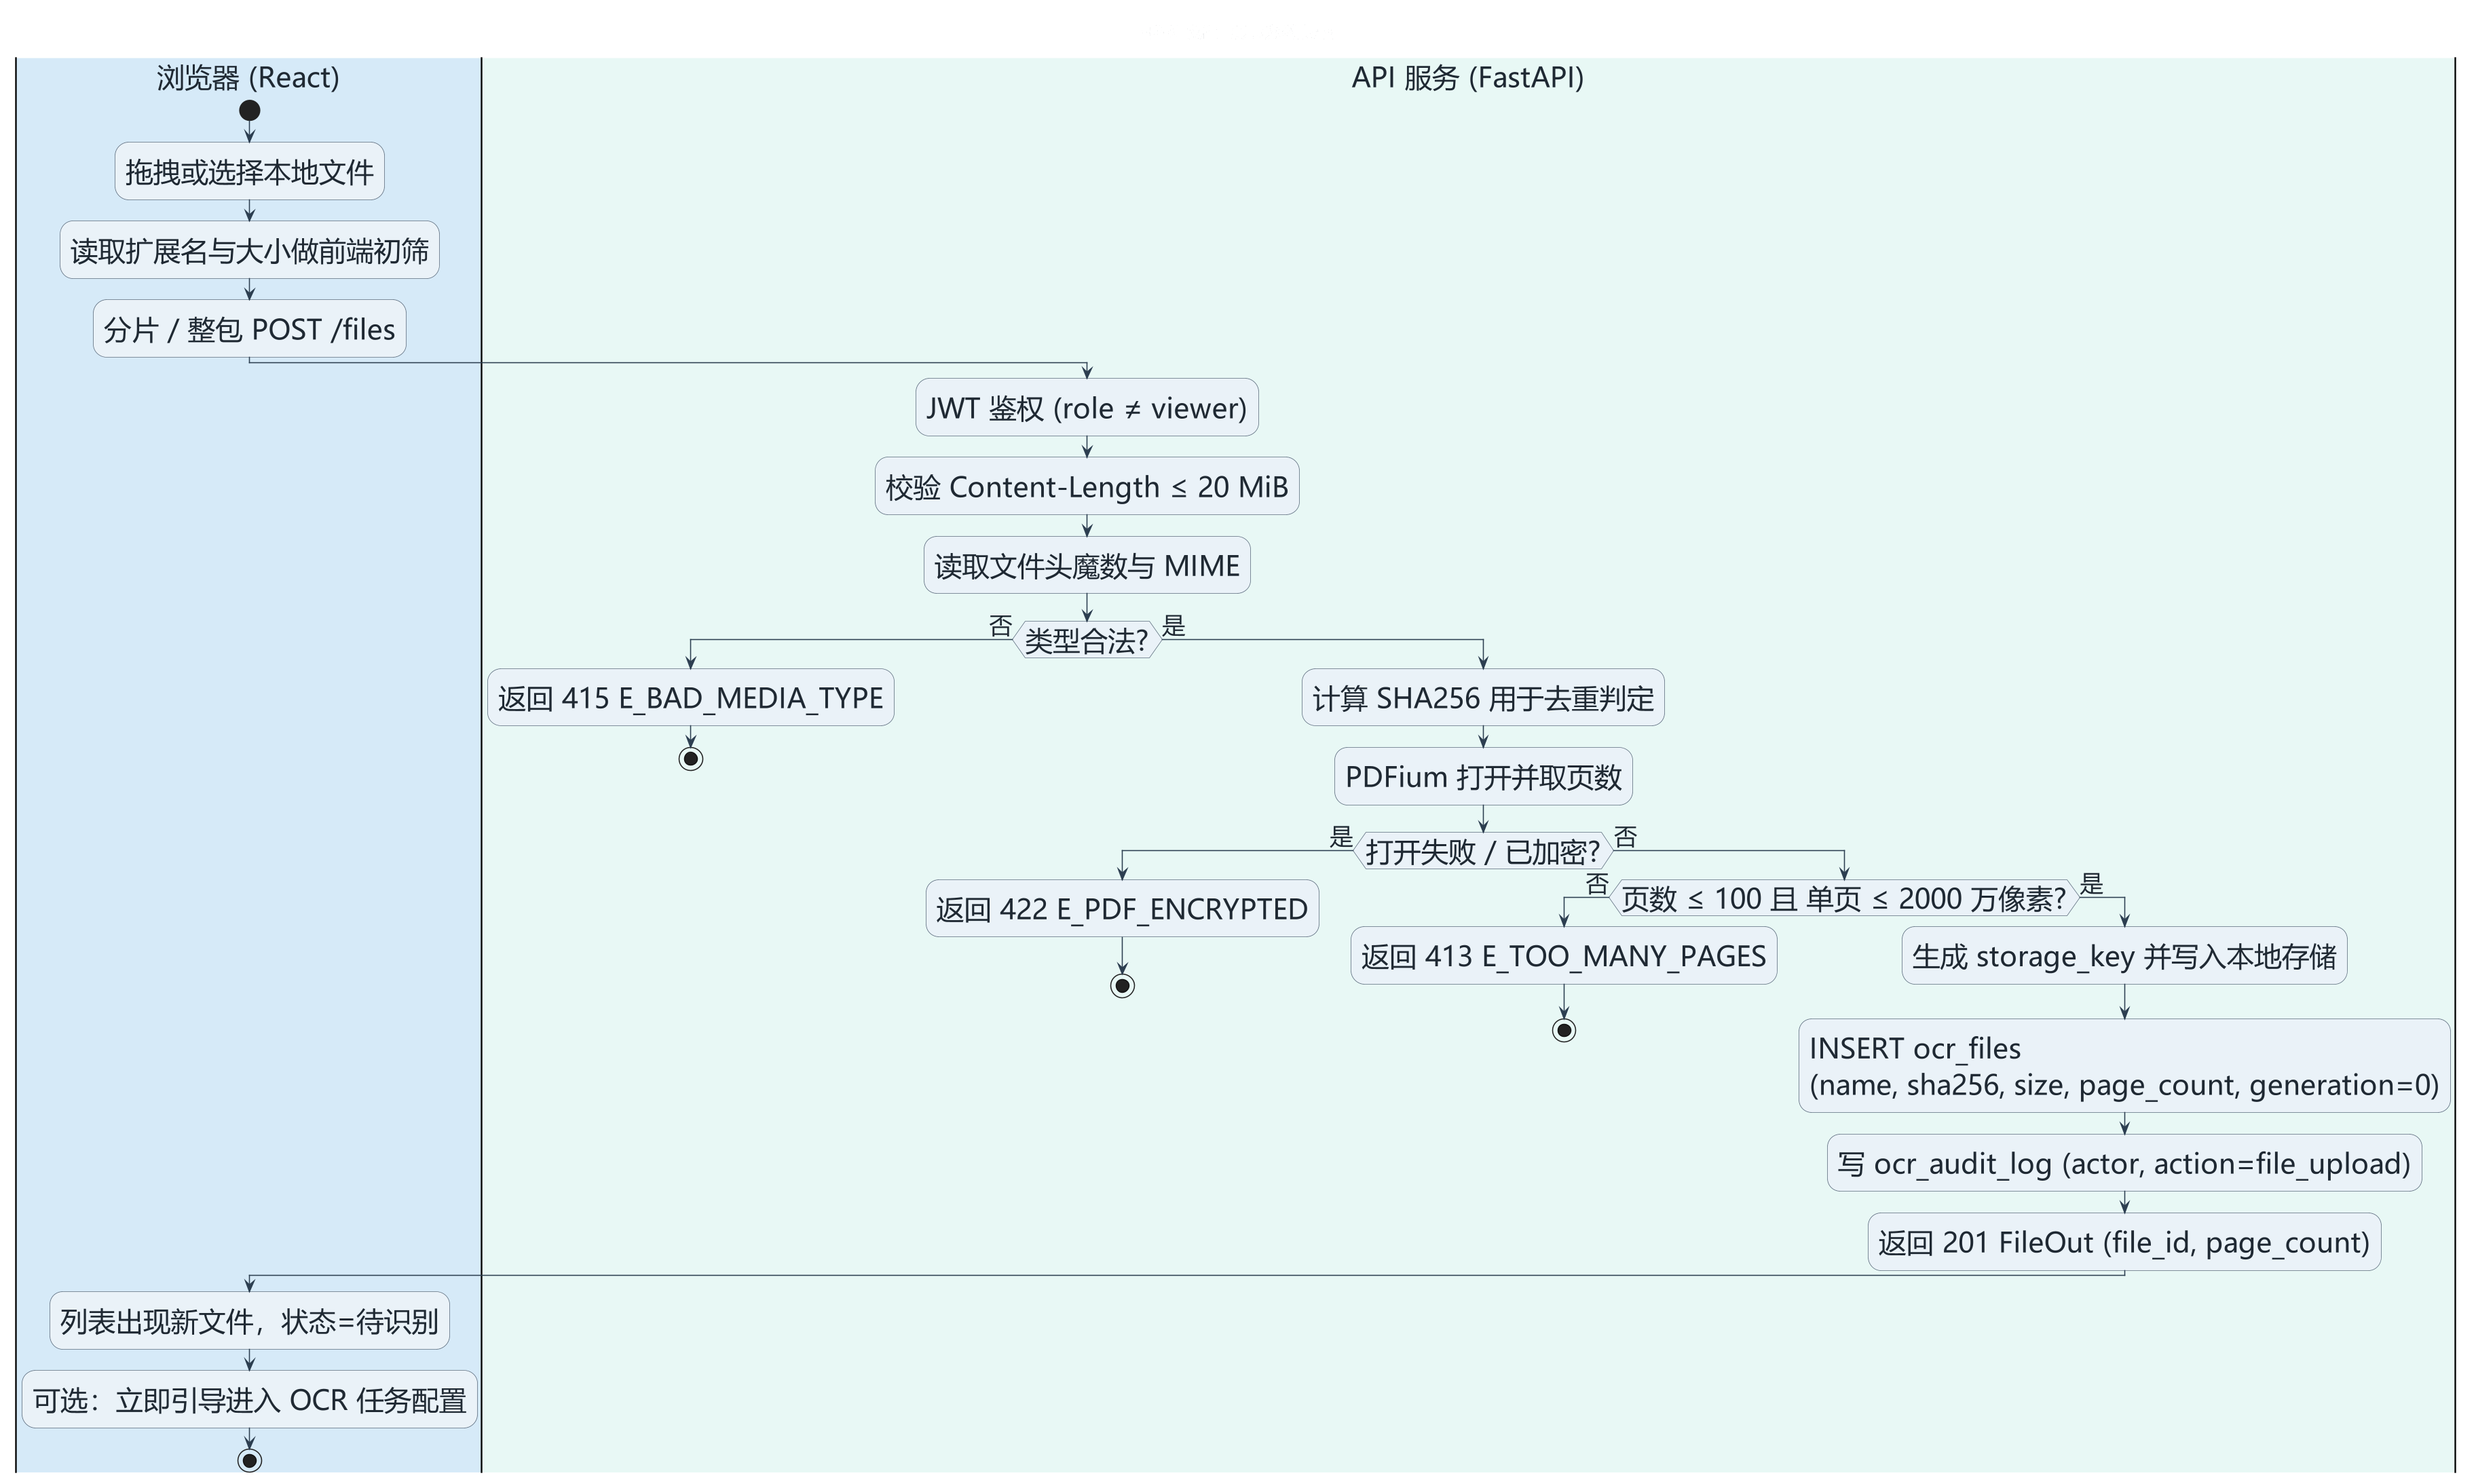 浏览器 (React)
API 服务 (FastAPI)
拖拽或选择本地文件
读取扩展名与大小做前端初筛
分片 / 整包 POST /files
JWT 鉴权 (role ≠ viewer)
校验 Content-Length ≤ 20 MiB
读取文件头魔数与 MIME
否
类型合法?
是
返回 415 E_BAD_MEDIA_TYPE
计算 SHA256 用于去重判定
PDFium 打开并取页数
是
打开失败 / 已加密?
否
返回 422 E_PDF_ENCRYPTED
否
页数 ≤ 100 且 单页 ≤ 2000 万像素?
是
返回 413 E_TOO_MANY_PAGES
生成 storage_key 并写入本地存储
INSERT ocr_files
(name, sha256, size, page_count, generation=0)
写 ocr_audit_log (actor, action=file_upload)
返回 201 FileOut (file_id, page_count)
列表出现新文件，状态=待识别
可选：立即引导进入 OCR 任务配置